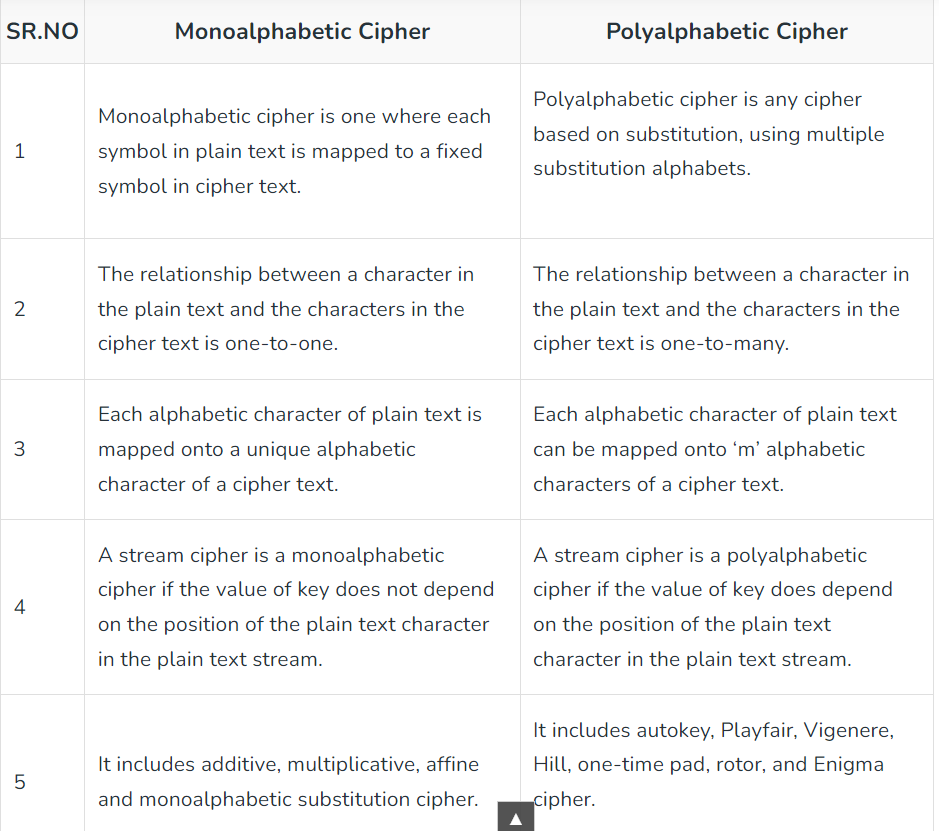 SR.NO Monoalphabetic Cipher Polyalphabetic Cipher
1
Monoalphabetic cipher is one where each
symbol in plain text is mapped to a fixed
symbol in cipher text.
Polyalphabetic cipher is any cipher
based on substitution, using multiple
substitution alphabets.
2
The relationship between a character in
the plain text and the characters in the
cipher text is one-to-one.
The relationship between a character in
the plain text and the characters in the
cipher text is one-to-many.
3
Each alphabetic character of plain text is
mapped onto a unique alphabetic
character of a cipher text.
Each alphabetic character of plain text
can be mapped onto ‘m’ alphabetic
characters of a cipher text.
4
A stream cipher is a monoalphabetic
cipher if the value of key does not depend
on the position of the plain text character
in the plain text stream.
A stream cipher is a polyalphabetic
cipher if the value of key does depend
on the position of the plain text
character in the plain text stream.
5
It includes additive, multiplicative, affine
and monoalphabetic substitution cipher.
It includes autokey, Playfair, Vigenere,
Hill, one-time pad, rotor, and Enigma
cipher.